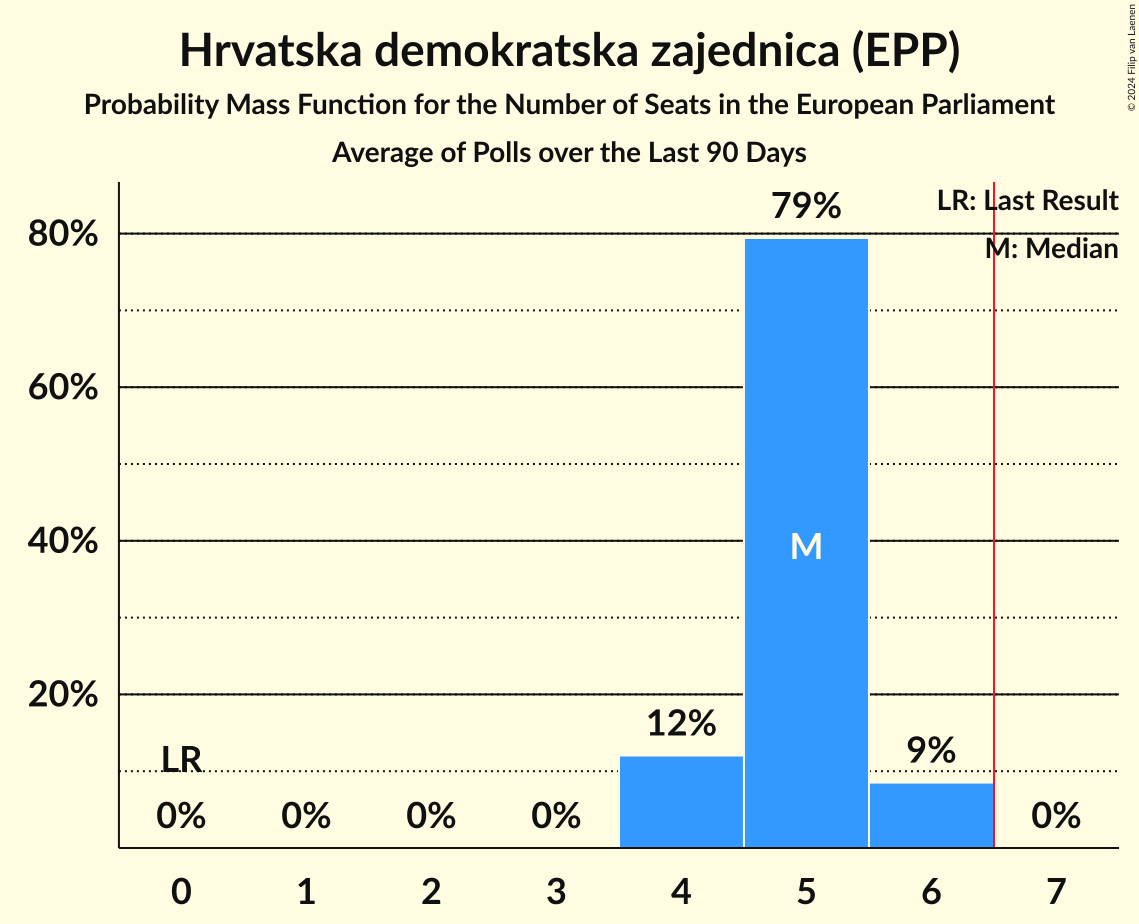 Hrvatska demokratska zajednica (EPP)
Probability Mass Function for the Number of Seats in the European Parliament
Average of Polls over the Last 90 Days
© 2024 Filip van Laenen
LR: Last Result
M: Median
80%
60%
40%
20%
79%
M
12%
9%
LR
0% 0% 0% 0% 0%
0 1 2 3 4 5 6 7